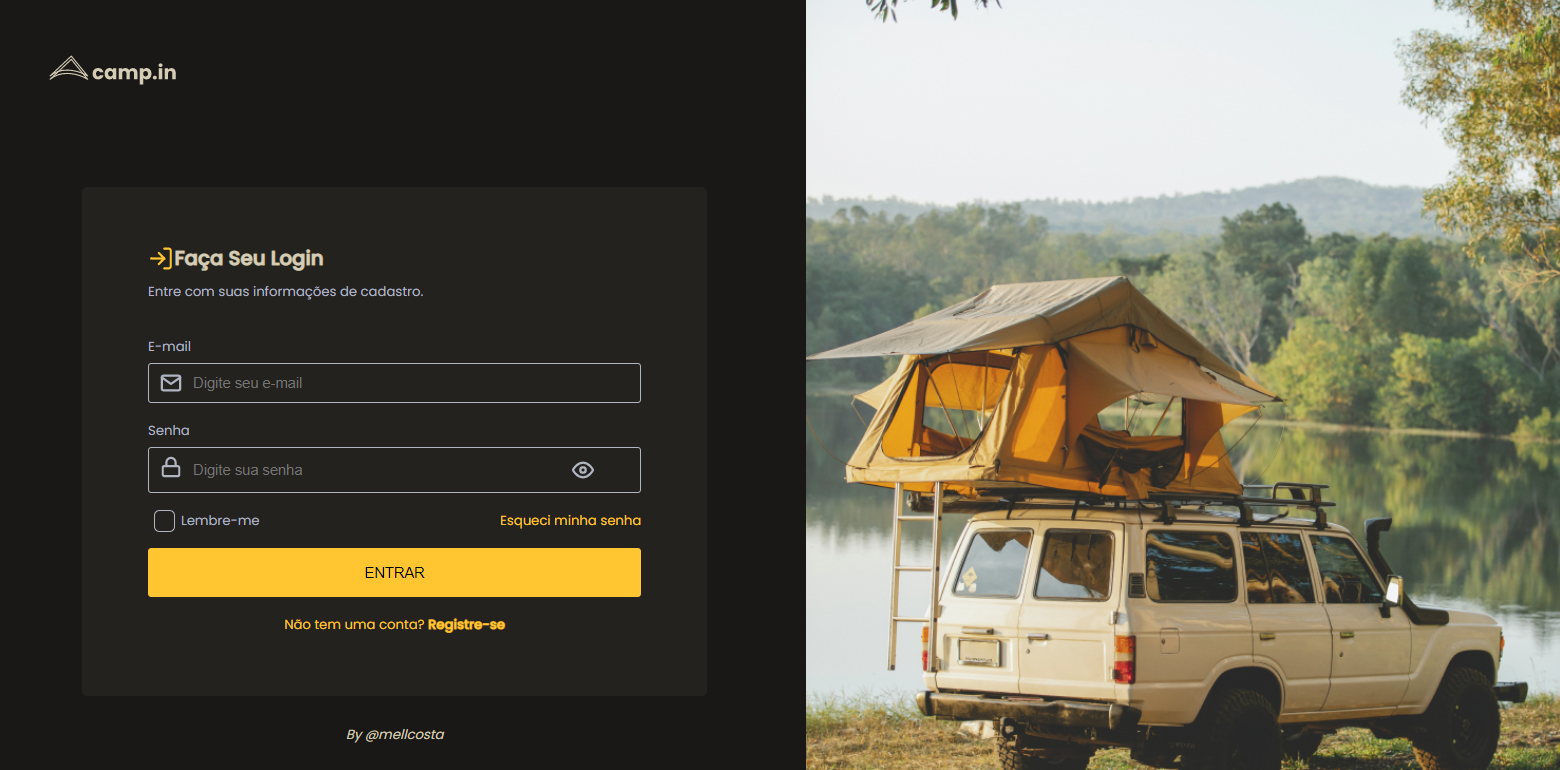 camp.in
Faça Seu Login
Entre com suas informações de cadastro.
E-mail
Digite seu e-mail
Senha
Digite sua senha
Lembre-me
Esqueci minha senha
ENTRAR
Não tem uma conta? Registre-se
By @mellcosta